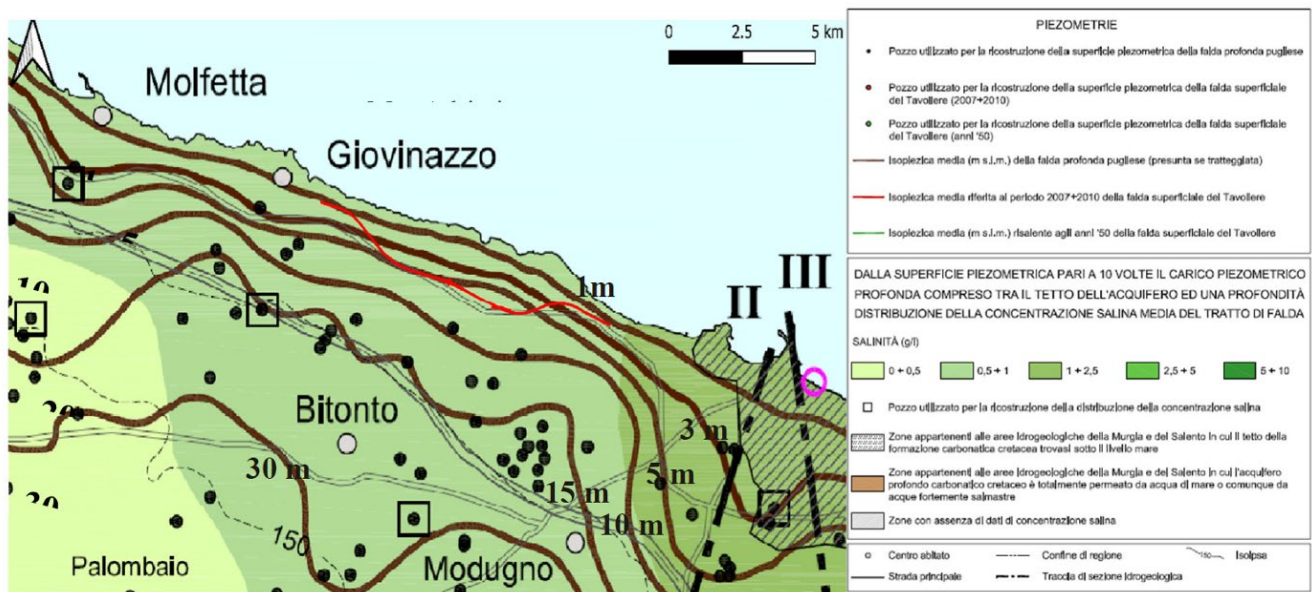 0 2.5 5 km
Molfetta
Giovinazzo
1m
II
III
Bitonto
3 m
30 m
5 m
15 m
10 m
150
Palombaio
Modugno
PIEZOMETRIE
Pozzo utilizzato per la ricostruzione della superficie piezometrica della falda profonda pugliese
Pozzo utilizzato per la ricostruzione della superficie piezometrica della falda superficiale
del Tavoliere (2007÷2010)
Pozzo utilizzato per la ricostruzione della superficie piezometrica della falda superficiale
del Tavoliere (anni '50)
Isopiezica media (m s.l.m.) della falda profonda pugliese (presunta se tratteggiata)
Isopiezica media riferita al periodo 2007÷2010 della falda superficiale del Tavoliere
Isopiezica media (m s.l.m.) risalente agli anni '50 della falda superficiale del Tavoliere
DALLA SUPERFICIE PIEZOMETRICA PARI A 10 VOLTE IL CARICO PIEZOMETRICO
PROFONDA COMPRESO TRA IL TETTO DELL'ACQUIFERO ED UNA PROFONDITÀ
DISTRIBUZIONE DELLA CONCENTRAZIONE SALINA MEDIA DEL TRATTO DI FALDA
SALINITÀ (g/l)
0 ÷ 0,5 0,5 ÷ 1 1 ÷ 2,5 2,5 ÷ 5 5 ÷ 10
Pozzo utilizzato per la ricostruzione della distribuzione della concentrazione salina
Zone appartenenti alle aree idrogeologiche della Murgia e del Salento in cui il tetto della
formazione carbonatica cretacea trovasi sotto il livello mare
Zone appartenenti alle aree idrogeologiche della Murgia e del Salento in cui l'acquifero
profondo carbonatico cretaceo è totalmente permeato da acqua di mare o comunque da
acque fortemente salmastre
Zone con assenza di dati di concentrazione salina
Centro abitato Confine di regione Isoipsa
Strada principale Traccia di sezione idrogeologica